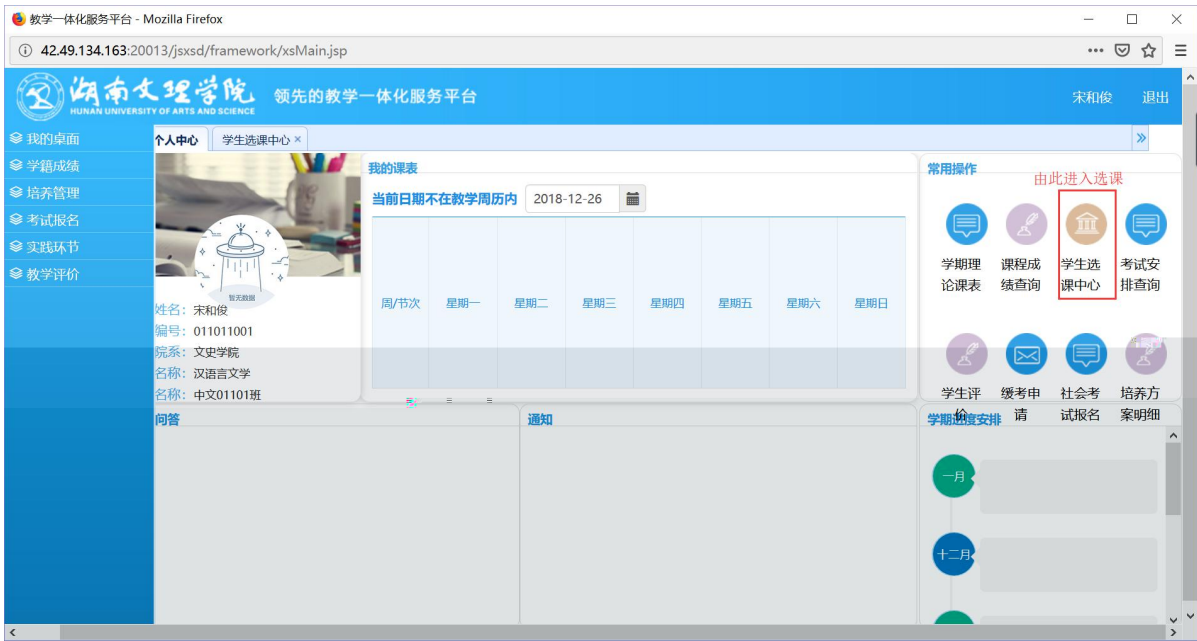 教学一体化服务平台 - Mozilla Firefox
42.49.134.163:20013/jsxsd/framework/xsMain.jsp
湖南文理学院
HUNAN UNIVERSITY OF ARTS AND SCIENCE
领先的教学一体化服务平台
宋和俊 退出
我的桌面
学籍成绩
培养管理
考试报名
实践环节
教学评价
个人中心 学生选课中心 ×
暂无数据
姓名：宋和俊
编号：011011001
院系：文史学院
名称：汉语言文学
名称：中文01101班
我的课表
当前日期不在教学周历内 2018-12-26
周/节次 星期一 星期二 星期三 星期四 星期五 星期六 星期日
常用操作
由此进入选课
学期理论课表
课程成绩查询
学生选课中心
考试安排查询
学生评价
缓考申请
社会考试报名
培养方案明细
问答
通知
学期进度安排
一月
十二月